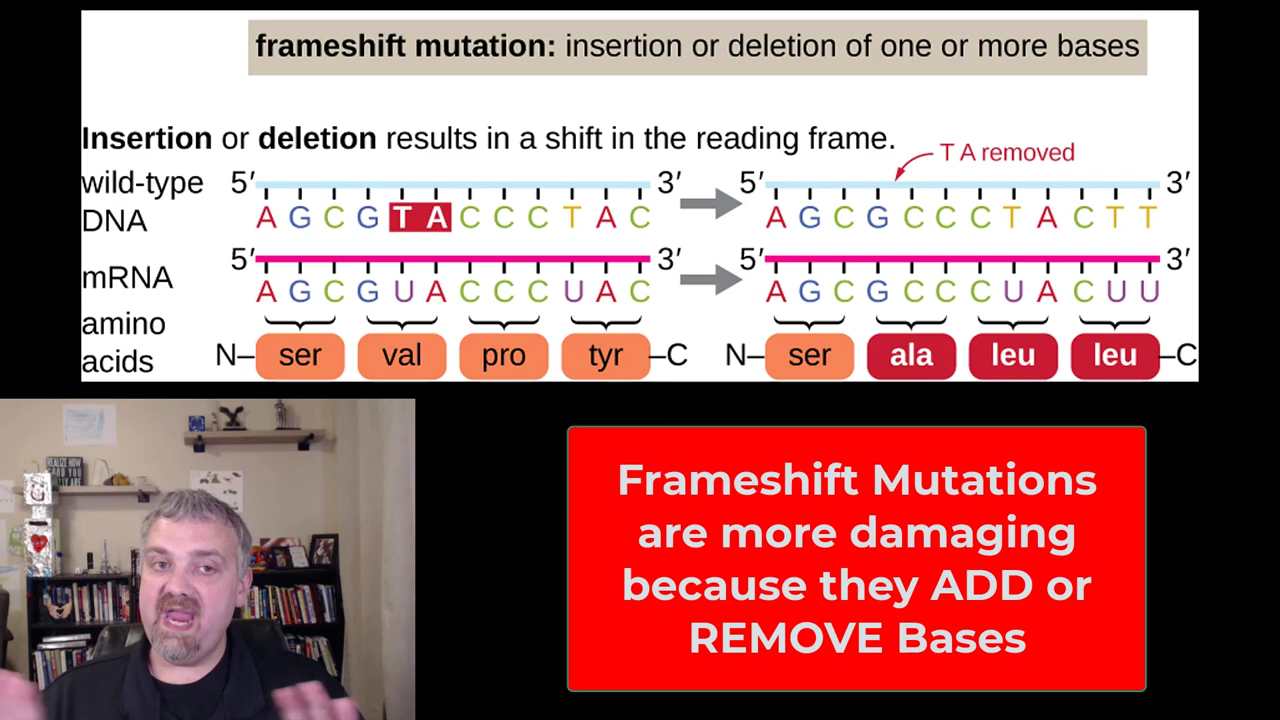 frameshift mutation: insertion or deletion of one or more bases
Insertion or deletion results in a shift in the reading frame.
T A removed
wild-type DNA 5′ 3′ 5′ 3′
A G C G T A C C C T A C A G C G C C C T A C T T
mRNA 5′ 3′ 5′ 3′
A G C G U A C C C U A C A G C G C C C U A C U U
amino acids N– ser val pro tyr –C N– ser ala leu leu –C
REALIZE HOW
Frameshift Mutations
are more damaging
because they ADD or
REMOVE Bases